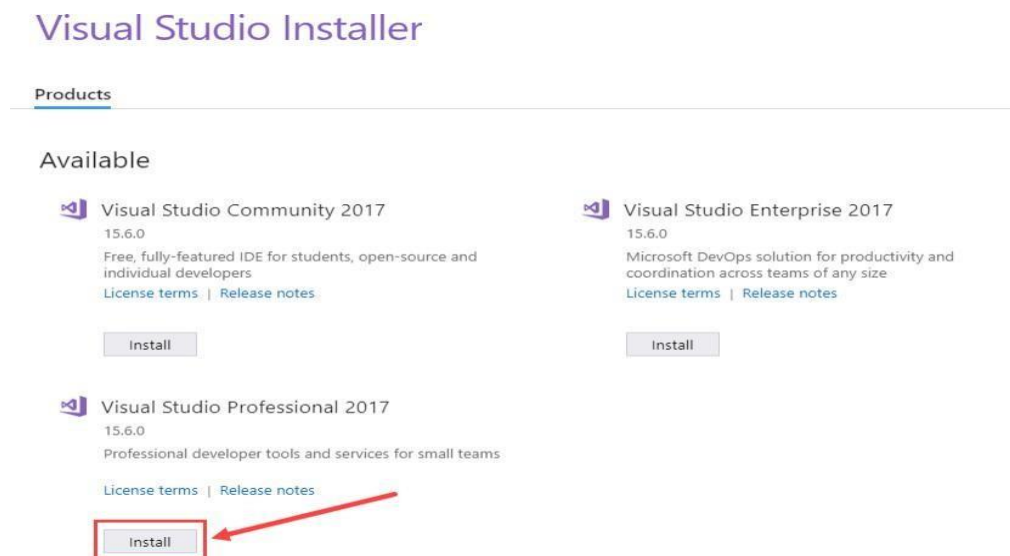 Visual Studio Installer
Products
Available
Visual Studio Community 2017
15.6.0
Free, fully-featured IDE for students, open-source and
individual developers
License terms | Release notes
Install
Visual Studio Enterprise 2017
15.6.0
Microsoft DevOps solution for productivity and
coordination across teams of any size
License terms | Release notes
Install
Visual Studio Professional 2017
15.6.0
Professional developer tools and services for small teams
License terms | Release notes
Install